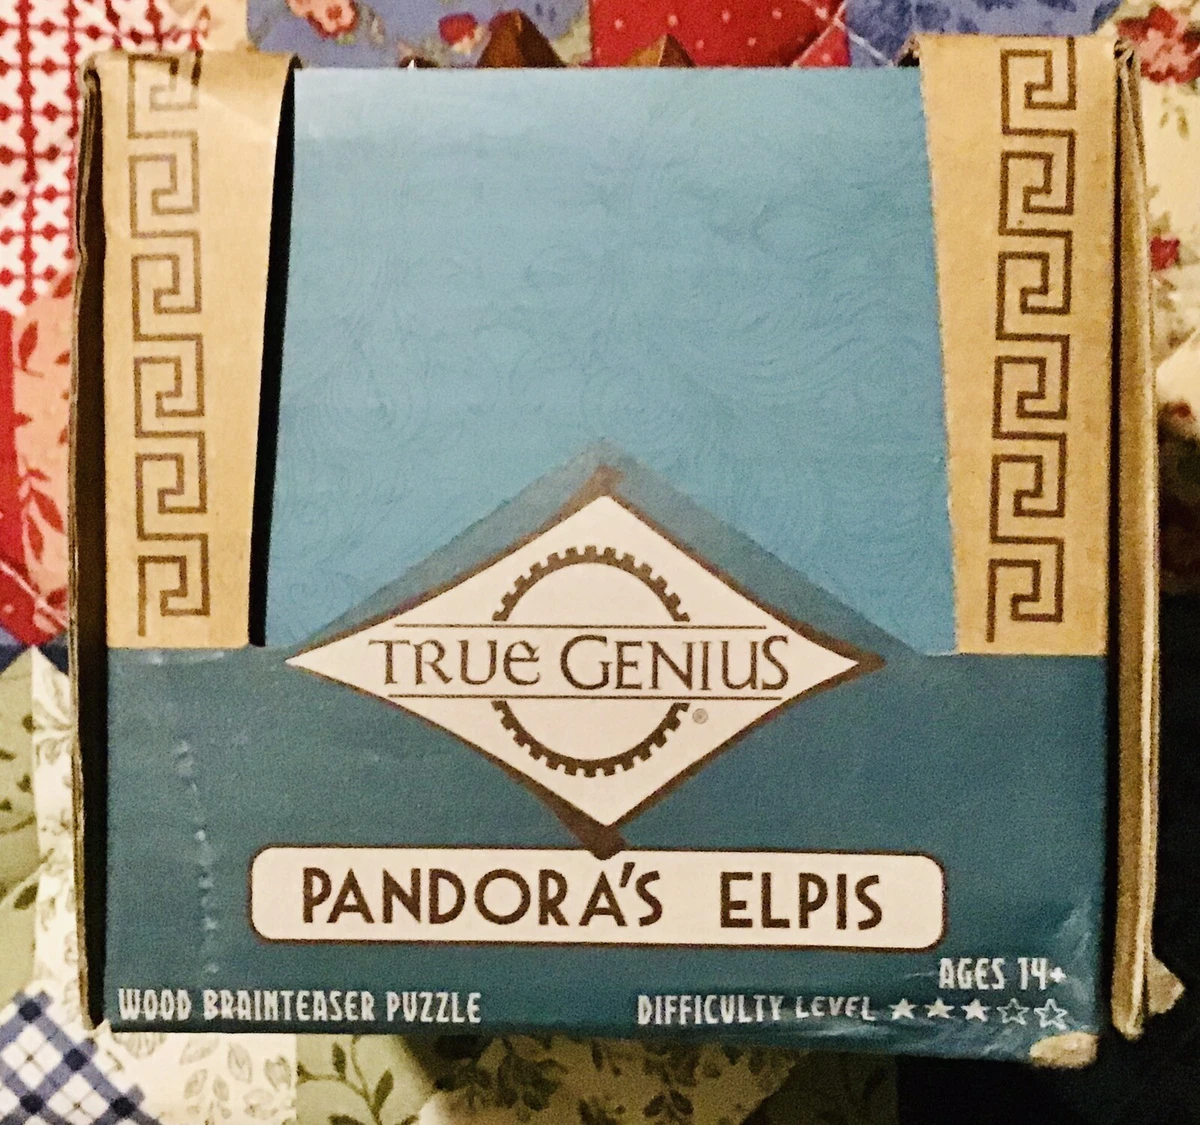 TRUE GENIUS®
PANDORA'S ELPIS
AGES 14+
WOOD BRAINTEASER PUZZLE DIFFICULTY LEVEL ★★★☆☆